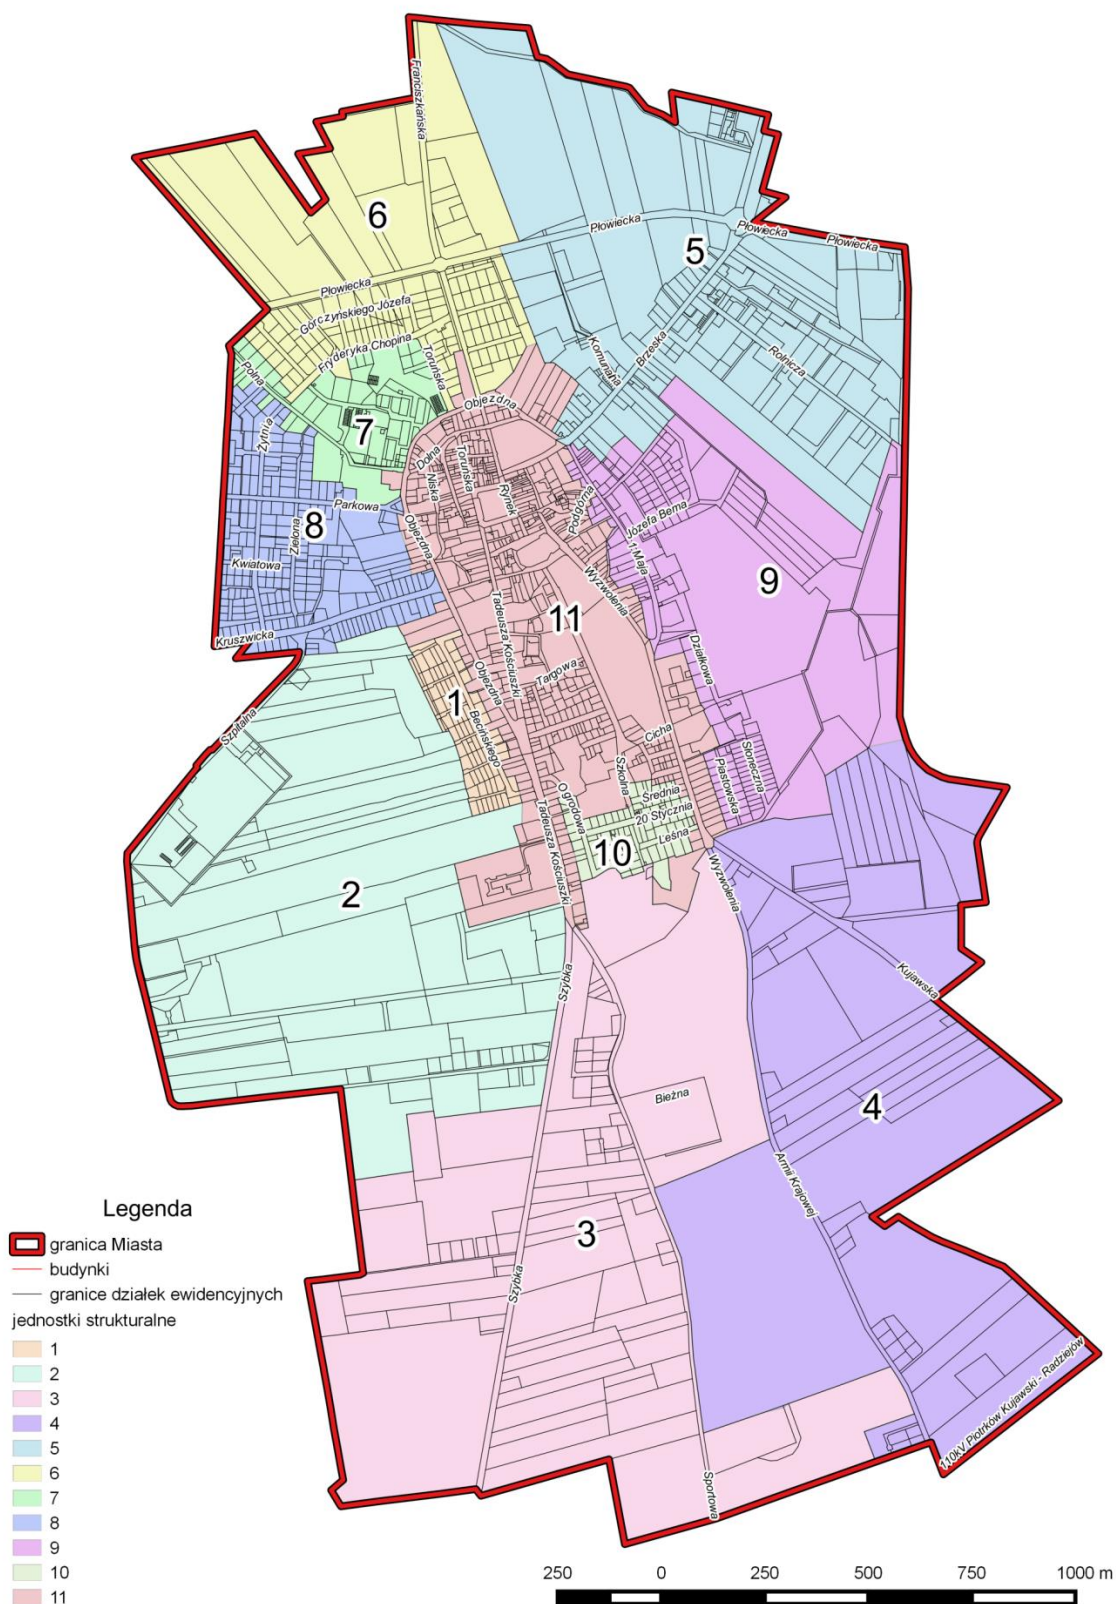 Franciszkańska
6
Płowiecka
Płowiecka
Płowiecka
5
Płowiecka
Górczyńskiego Józefa
Fryderyka Chopina
Toruńska
Komunalna
Brzeska
Rolnicza
Polna
Objezdna
7
Żytnia
Dolna
Niska
Toruńska
Rynek
Podgórna
Parkowa
8
Zielona
Objezdna
Józefa Bema
1 Maja
Kwiatowa
Wyzwolenia
9
11
Kruszwicka
Tadeusza Kościuszki
Działkowa
Targowa
Objezdna
1
Becińskiego
Szpitalna
Cicha
Słoneczna
Piastowska
Szkolna
Średnia
Ogrodowa
20 Stycznia
Leśna
10
Tadeusza Kościuszki
Wyzwolenia
2
Kujawska
Szybka
Bieżna
4
Armii Krajowej
3
Szybka
Sportowa
110kV Piotrków Kujawski - Radziejów
Legenda
granica Miasta
budynki
granice działek ewidencyjnych
jednostki strukturalne
1
2
3
4
5
6
7
8
9
10
11
250 0 250 500 750 1000 m